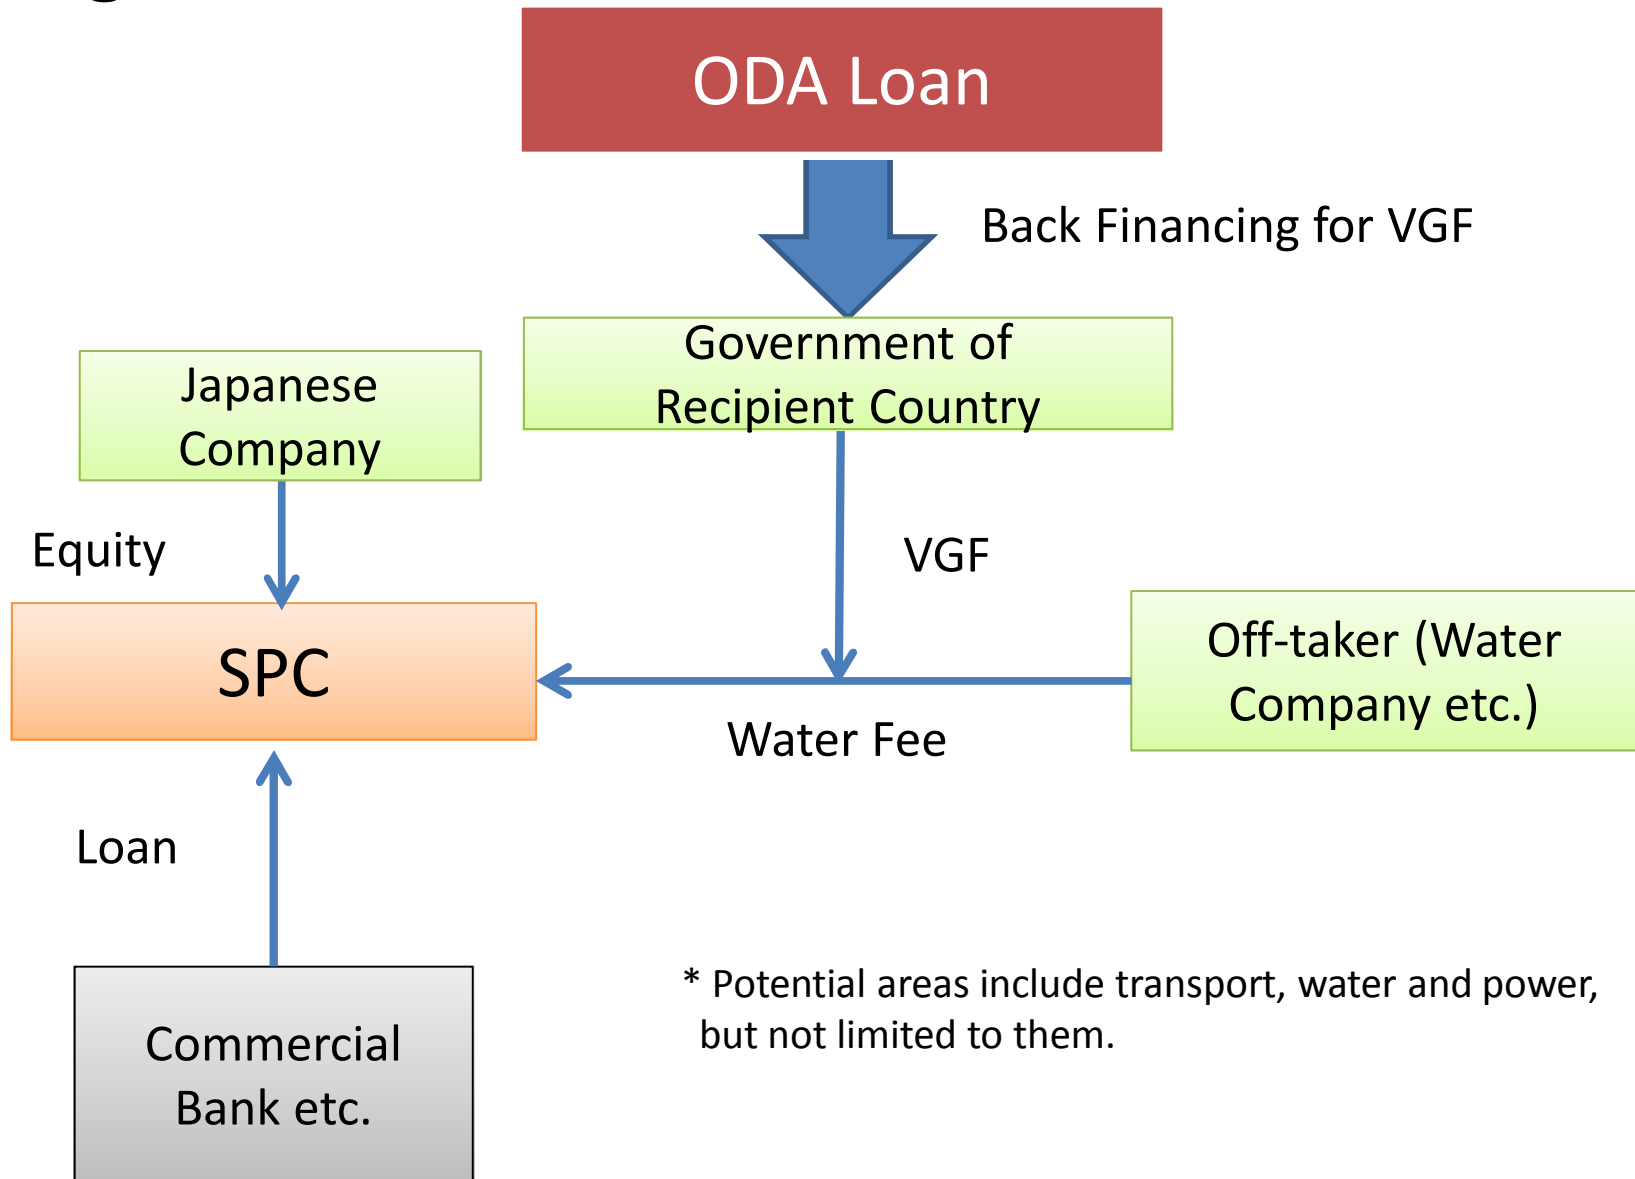 ODA Loan
Back Financing for VGF
Government of
Recipient Country
Japanese
Company
Equity
VGF
SPC
Off-taker (Water
Company etc.)
Water Fee
Loan
* Potential areas include transport, water and power,
but not limited to them.
Commercial
Bank etc.